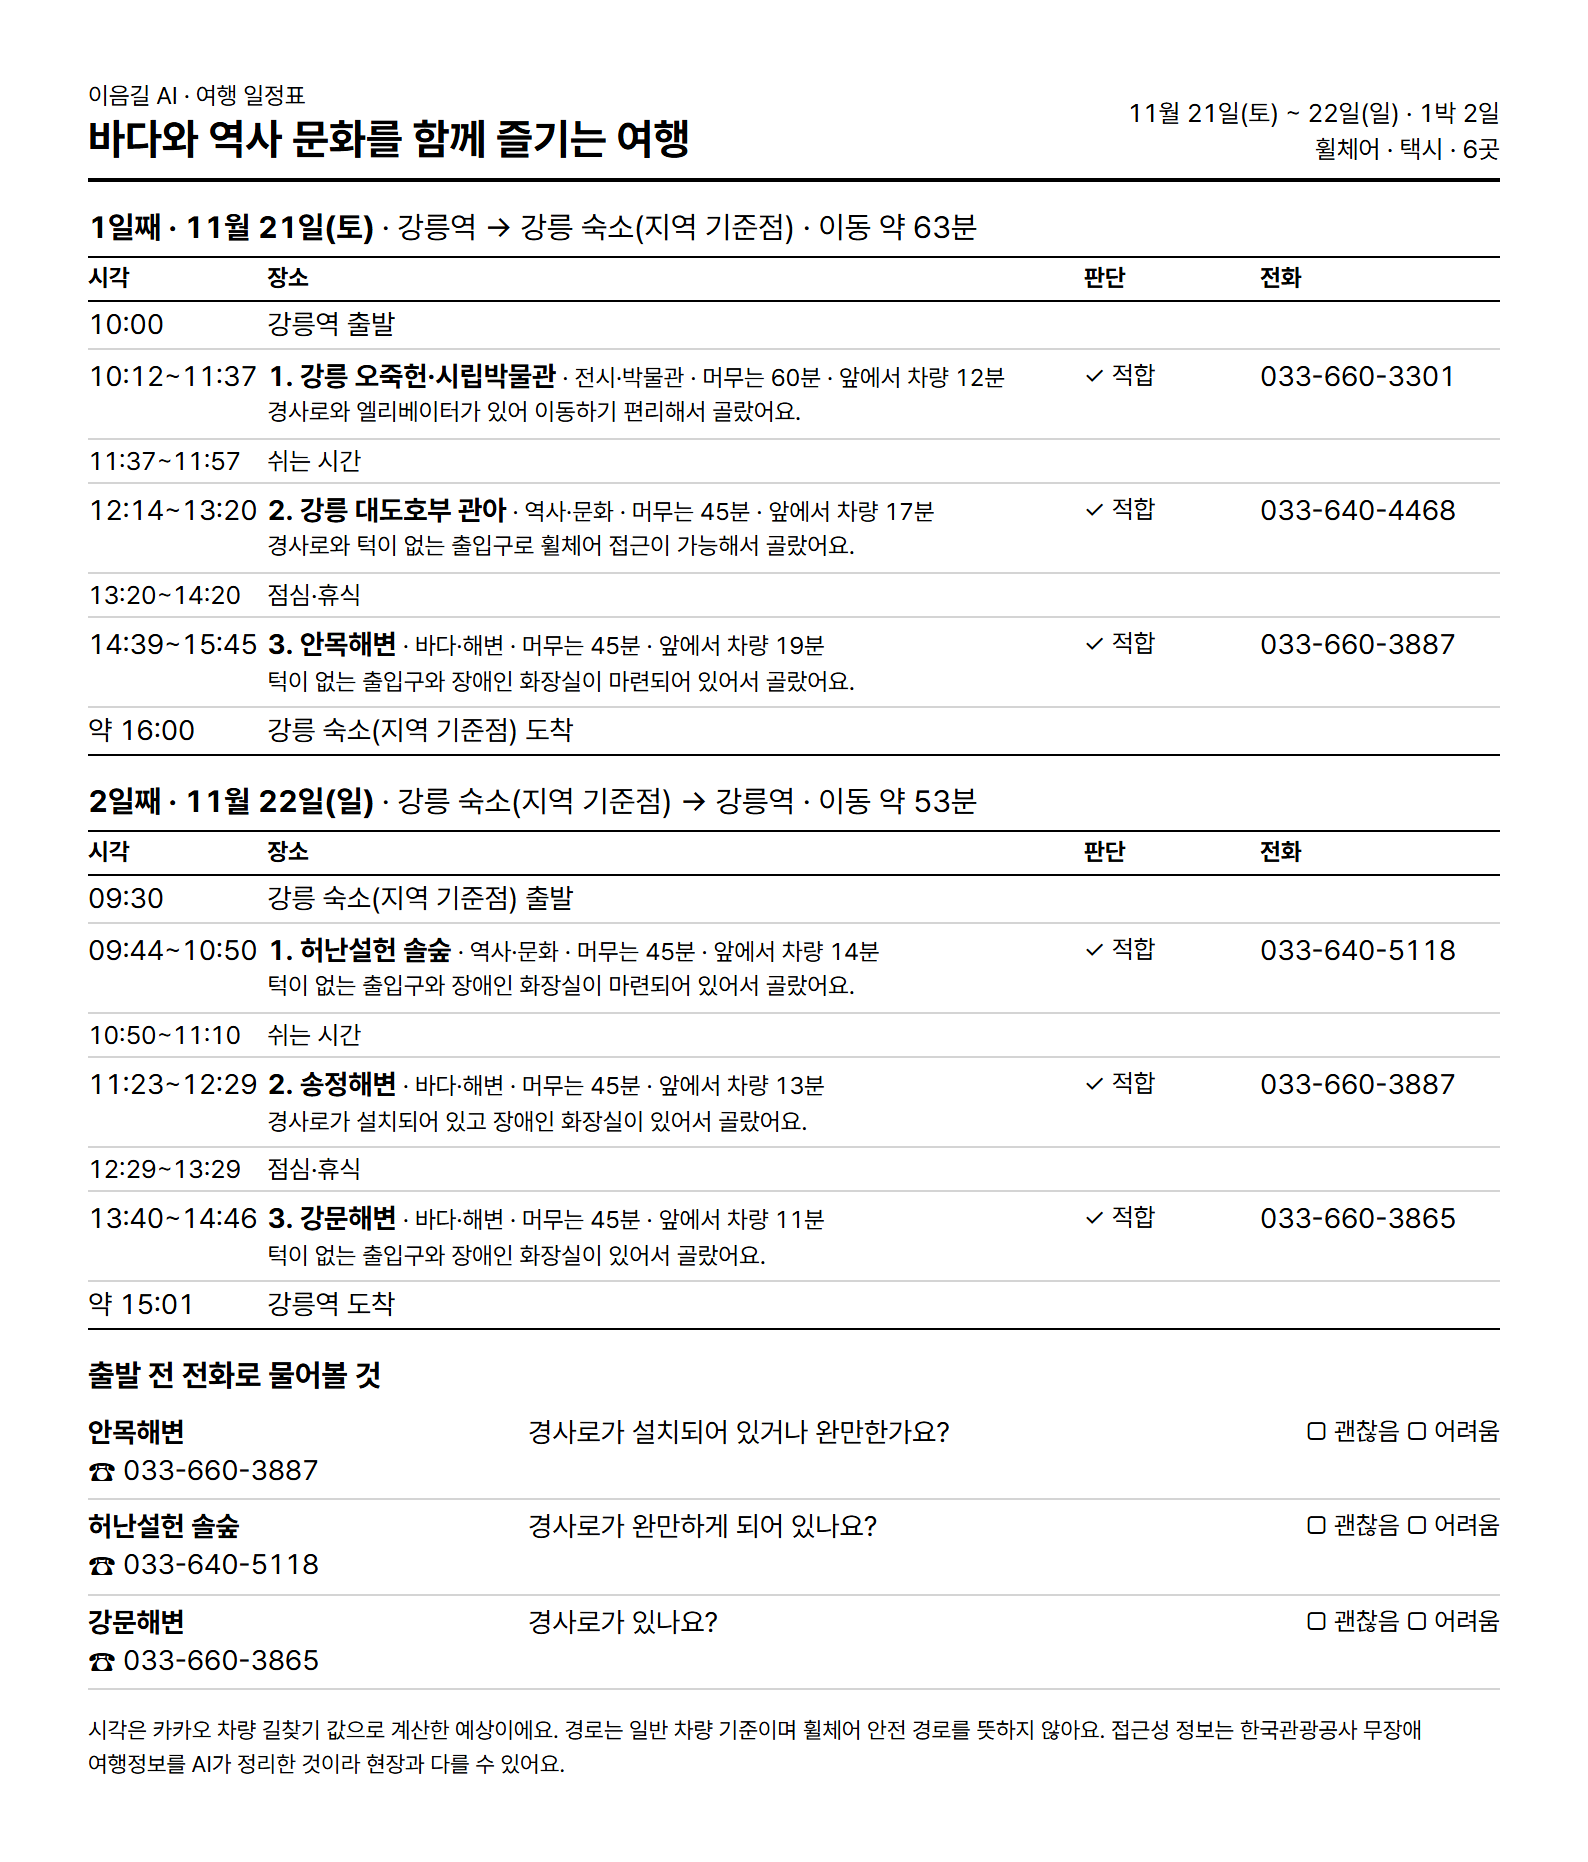 이음길 AI · 여행 일정표
바다와 역사 문화를 함께 즐기는 여행
11월 21일(토) ~ 22일(일) · 1박 2일
휠체어 · 택시 · 6곳
1일째 · 11월 21일(토) · 강릉역 → 강릉 숙소(지역 기준점) · 이동 약 63분
시각 장소 판단 전화
10:00 강릉역 출발
10:12~11:37 1. 강릉 오죽헌·시립박물관 · 전시·박물관 · 머무는 60분 · 앞에서 차량 12분 ✓ 적합 033-660-3301
경사로와 엘리베이터가 있어 이동하기 편리해서 골랐어요.
11:37~11:57 쉬는 시간
12:14~13:20 2. 강릉 대도호부 관아 · 역사·문화 · 머무는 45분 · 앞에서 차량 17분 ✓ 적합 033-640-4468
경사로와 턱이 없는 출입구로 휠체어 접근이 가능해서 골랐어요.
13:20~14:20 점심·휴식
14:39~15:45 3. 안목해변 · 바다·해변 · 머무는 45분 · 앞에서 차량 19분 ✓ 적합 033-660-3887
턱이 없는 출입구와 장애인 화장실이 마련되어 있어서 골랐어요.
약 16:00 강릉 숙소(지역 기준점) 도착
2일째 · 11월 22일(일) · 강릉 숙소(지역 기준점) → 강릉역 · 이동 약 53분
시각 장소 판단 전화
09:30 강릉 숙소(지역 기준점) 출발
09:44~10:50 1. 허난설헌 솔숲 · 역사·문화 · 머무는 45분 · 앞에서 차량 14분 ✓ 적합 033-640-5118
턱이 없는 출입구와 장애인 화장실이 마련되어 있어서 골랐어요.
10:50~11:10 쉬는 시간
11:23~12:29 2. 송정해변 · 바다·해변 · 머무는 45분 · 앞에서 차량 13분 ✓ 적합 033-660-3887
경사로가 설치되어 있고 장애인 화장실이 있어서 골랐어요.
12:29~13:29 점심·휴식
13:40~14:46 3. 강문해변 · 바다·해변 · 머무는 45분 · 앞에서 차량 11분 ✓ 적합 033-660-3865
턱이 없는 출입구와 장애인 화장실이 있어서 골랐어요.
약 15:01 강릉역 도착
출발 전 전화로 물어볼 것
안목해변 경사로가 설치되어 있거나 완만한가요? ▢ 괜찮음 ▢ 어려움
☎ 033-660-3887
허난설헌 솔숲 경사로가 완만하게 되어 있나요? ▢ 괜찮음 ▢ 어려움
☎ 033-640-5118
강문해변 경사로가 있나요? ▢ 괜찮음 ▢ 어려움
☎ 033-660-3865
시각은 카카오 차량 길찾기 값으로 계산한 예상이에요. 경로는 일반 차량 기준이며 휠체어 안전 경로를 뜻하지 않아요. 접근성 정보는 한국관광공사 무장애
여행정보를 AI가 정리한 것이라 현장과 다를 수 있어요.